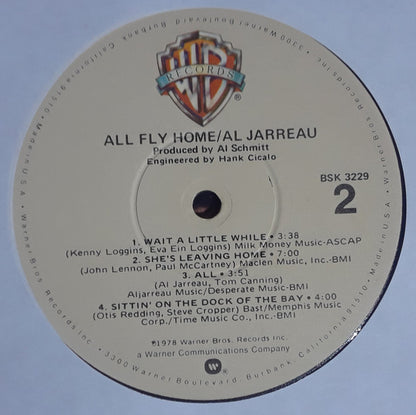 WB
RECORDS
ALL FLY HOME/AL JARREAU
Produced by Al Schmitt
Engineered by Hank Cicalo
BSK 3229
2
1. WAIT A LITTLE WHILE • 3:38
(Kenny Loggins, Eva Ein Loggins) Milk Money Music-ASCAP
2. SHE'S LEAVING HOME • 7:00
(John Lennon, Paul McCartney) Maclen Music, Inc.-BMI
3. ALL • 3:51
(Al Jarreau, Tom Canning)
Aljarreau Music/Desperate Music-BMI
4. SITTIN' ON THE DOCK OF THE BAY • 4:00
(Otis Redding, Steve Cropper) Bast/Memphis Music
Corp./Time Music Co., Inc.-BMI
℗1978 Warner Bros. Records Inc.
a Warner Communications Company
Warner Bros. Records Inc. • 3300 Warner Boulevard, Burbank, California 91510 • Made in U.S.A. •